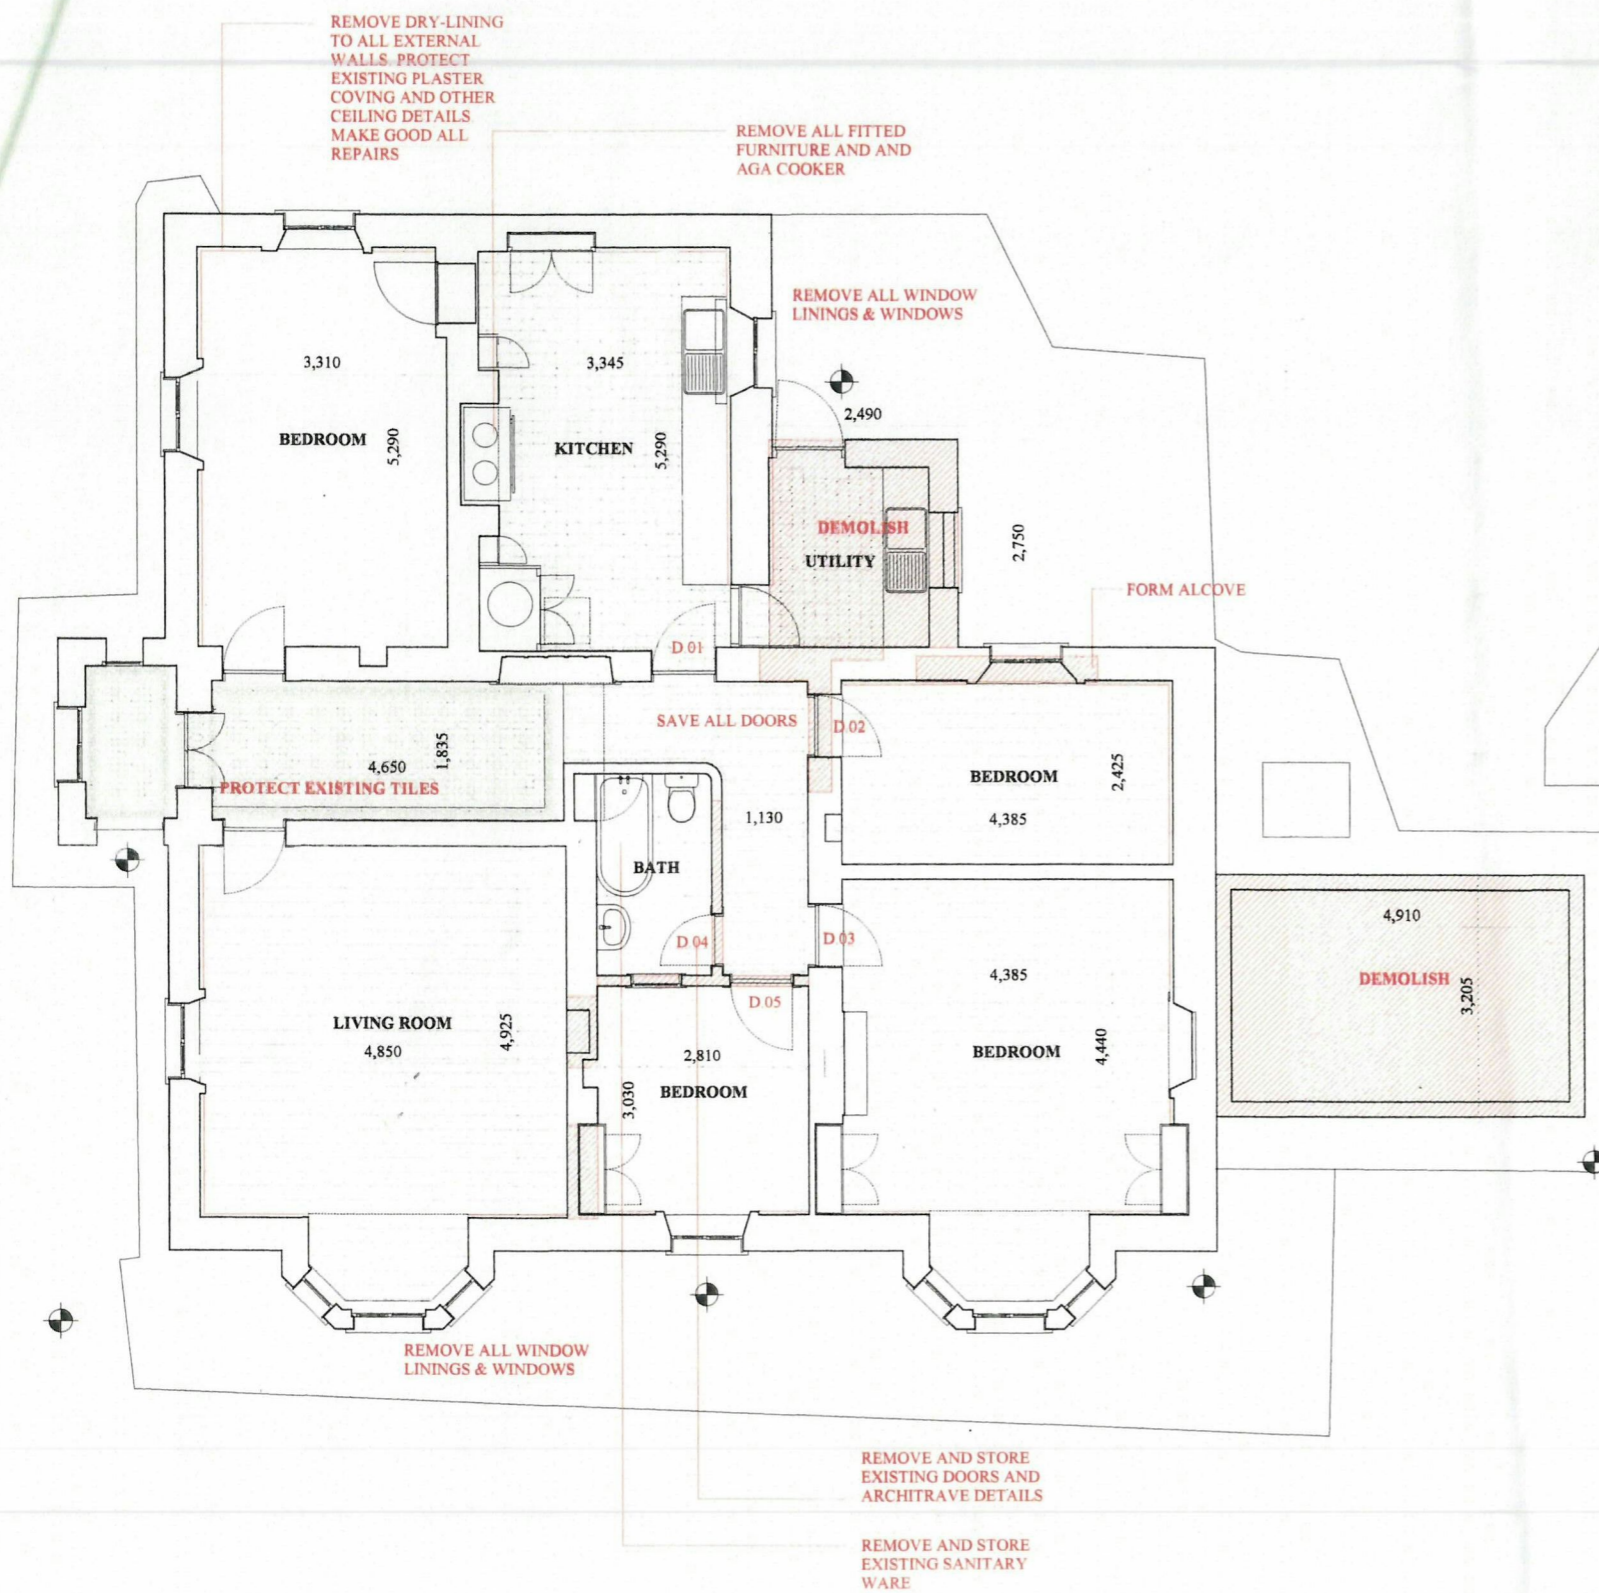 REMOVE DRY-LINING
TO ALL EXTERNAL
WALLS. PROTECT
EXISTING PLASTER
COVING AND OTHER
CEILING DETAILS
MAKE GOOD ALL
REPAIRS
REMOVE ALL FITTED
FURNITURE AND AND
AGA COOKER
REMOVE ALL WINDOW
LININGS & WINDOWS
3,310
BEDROOM
5,290
3,345
KITCHEN
5,290
2,490
DEMOLISH
UTILITY
2,750
FORM ALCOVE
D 01
SAVE ALL DOORS
D 02
4,650
1,835
PROTECT EXISTING TILES
BEDROOM
2,425
4,385
1,130
BATH
D 04
D 03
D 05
4,910
DEMOLISH
3,205
LIVING ROOM
4,850
4,925
2,810
BEDROOM
3,030
4,385
BEDROOM
4,440
REMOVE ALL WINDOW
LININGS & WINDOWS
REMOVE AND STORE
EXISTING DOORS AND
ARCHITRAVE DETAILS
REMOVE AND STORE
EXISTING SANITARY
WARE